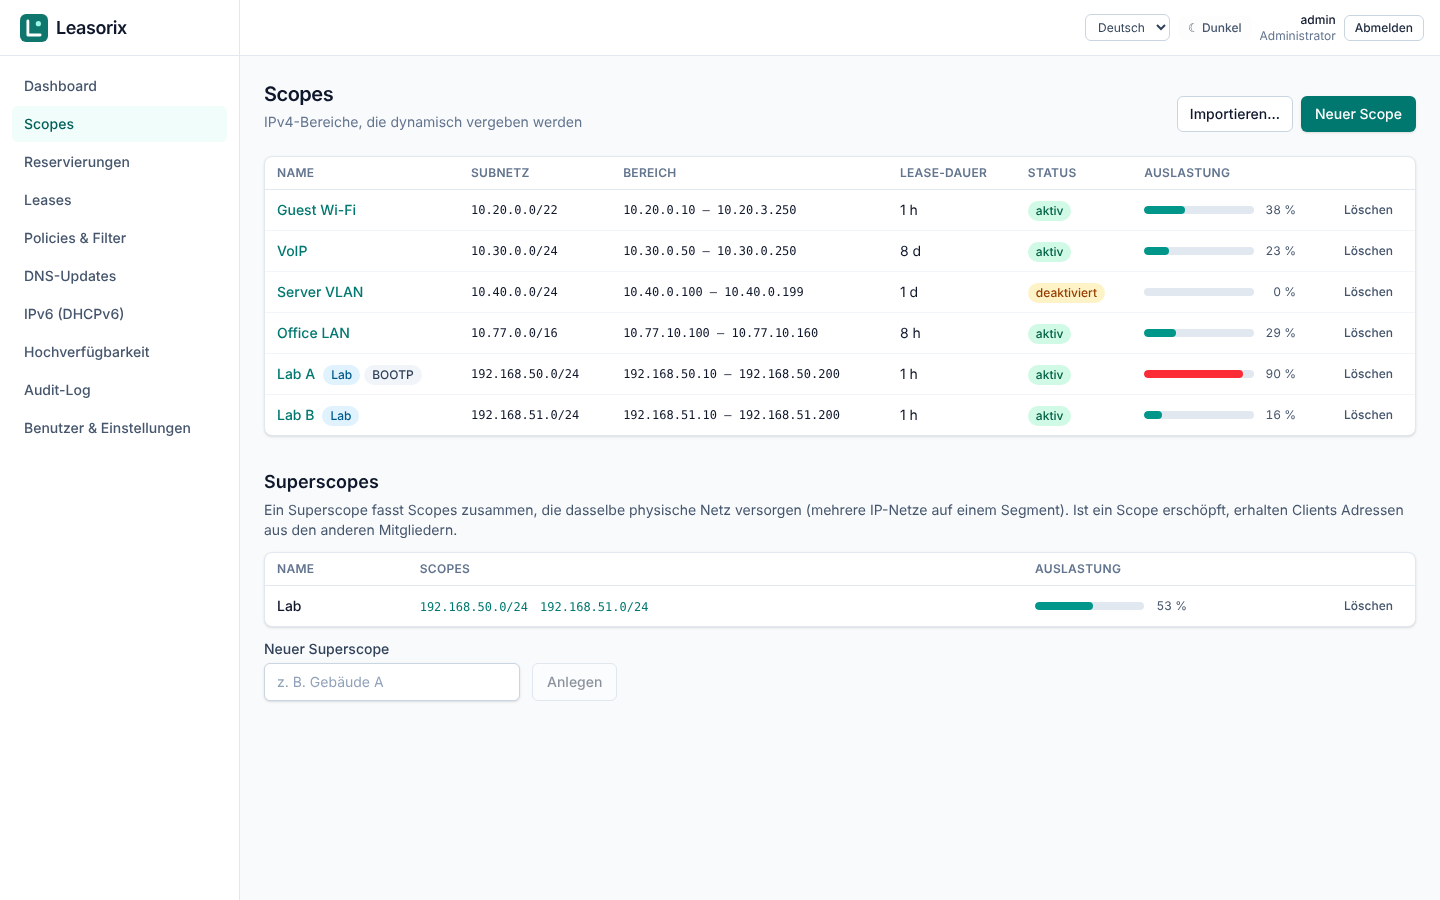 Leasorix
Deutsch
☾ Dunkel
admin
Administrator
Abmelden
Dashboard
Scopes
Reservierungen
Leases
Policies & Filter
DNS-Updates
IPv6 (DHCPv6)
Hochverfügbarkeit
Audit-Log
Benutzer & Einstellungen
Scopes
IPv4-Bereiche, die dynamisch vergeben werden
Importieren...
Neuer Scope
NAME SUBNETZ BEREICH LEASE-DAUER STATUS AUSLASTUNG
Guest Wi-Fi 10.20.0.0/22 10.20.0.10 – 10.20.3.250 1 h aktiv 38 % Löschen
VoIP 10.30.0.0/24 10.30.0.50 – 10.30.0.250 8 d aktiv 23 % Löschen
Server VLAN 10.40.0.0/24 10.40.0.100 – 10.40.0.199 1 d deaktiviert 0 % Löschen
Office LAN 10.77.0.0/16 10.77.10.100 – 10.77.10.160 8 h aktiv 29 % Löschen
Lab A Lab BOOTP 192.168.50.0/24 192.168.50.10 – 192.168.50.200 1 h aktiv 90 % Löschen
Lab B Lab 192.168.51.0/24 192.168.51.10 – 192.168.51.200 1 h aktiv 16 % Löschen
Superscopes
Ein Superscope fasst Scopes zusammen, die dasselbe physische Netz versorgen (mehrere IP-Netze auf einem Segment). Ist ein Scope erschöpft, erhalten Clients Adressen
aus den anderen Mitgliedern.
NAME SCOPES AUSLASTUNG
Lab 192.168.50.0/24 192.168.51.0/24 53 % Löschen
Neuer Superscope
z. B. Gebäude A
Anlegen